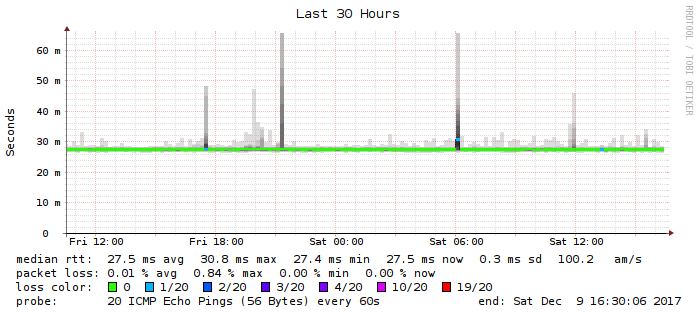 Last 30 Hours
RRDTOOL / TOBI OETIKER
Seconds
60 m
50 m
40 m
30 m
20 m
10 m
0
Fri 12:00 Fri 18:00 Sat 00:00 Sat 06:00 Sat 12:00
median rtt: 27.5 ms avg 30.8 ms max 27.4 ms min 27.5 ms now 0.3 ms sd 100.2 am/s
packet loss: 0.01 % avg 0.84 % max 0.00 % min 0.00 % now
loss color: 0 1/20 2/20 3/20 4/20 10/20 19/20
probe: 20 ICMP Echo Pings (56 Bytes) every 60s end: Sat Dec 9 16:30:06 2017